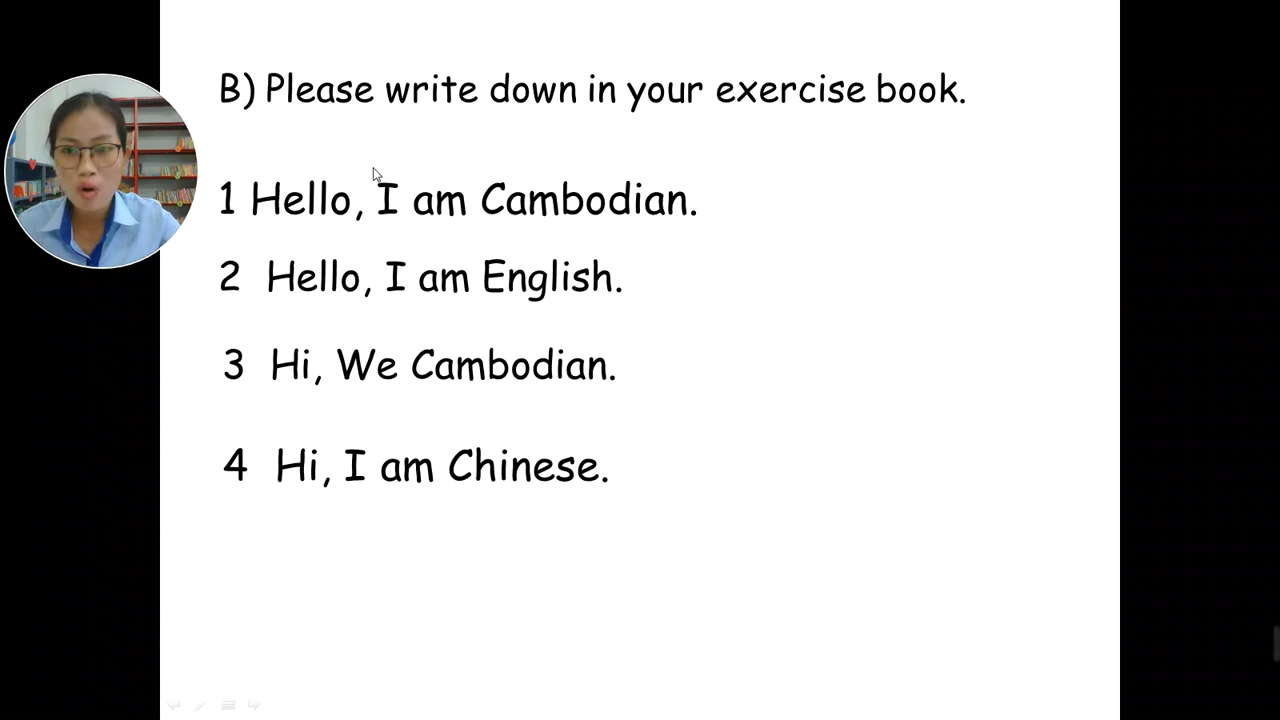 B) Please write down in your exercise book.
1 Hello, I am Cambodian.
2 Hello, I am English.
3 Hi, We Cambodian.
4 Hi, I am Chinese.